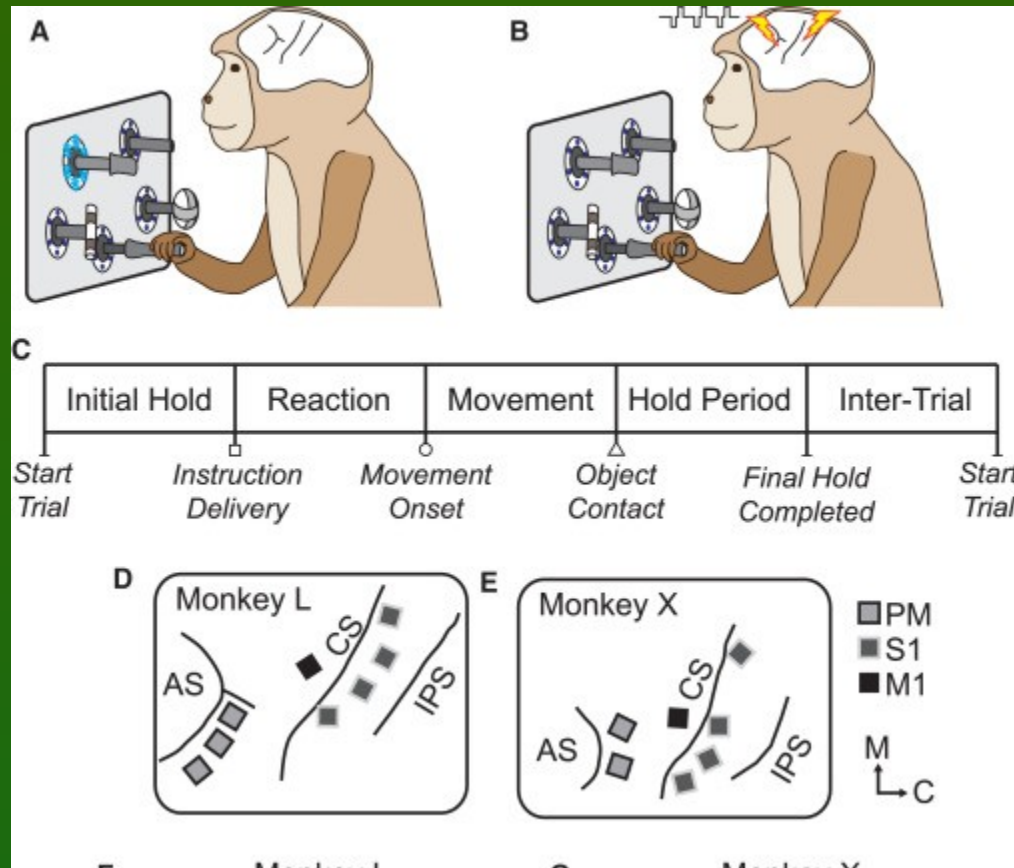 A
B
C
Initial Hold
Reaction
Movement
Hold Period
Inter-Trial
Start
Trial
Instruction
Delivery
Movement
Onset
Object
Contact
Final Hold
Completed
Start
Trial
D
Monkey L
AS
CS
IPS
E
Monkey X
AS
CS
IPS
PM
S1
M1
M
C